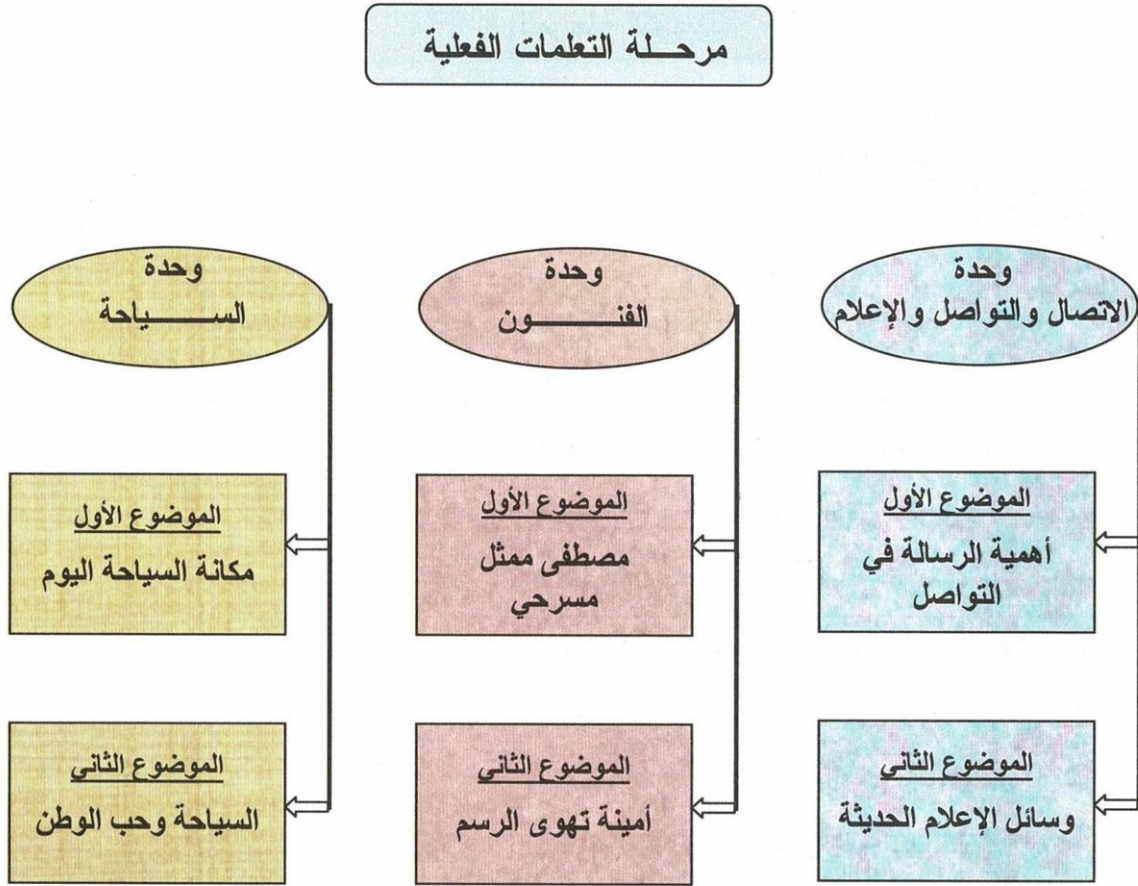 مرحلة التعلمات الفعلية
وحدة
الاتصال والتواصل والإعلام
الموضوع الأول
أهمية الرسالة في
التواصل
الموضوع الثاني
وسائل الإعلام الحديثة
وحدة
الفنون
الموضوع الأول
مصطفى ممثل
مسرحي
الموضوع الثاني
أمينة تهوى الرسم
وحدة
السياحة
الموضوع الأول
مكانة السياحة اليوم
الموضوع الثاني
السياحة وحب الوطن